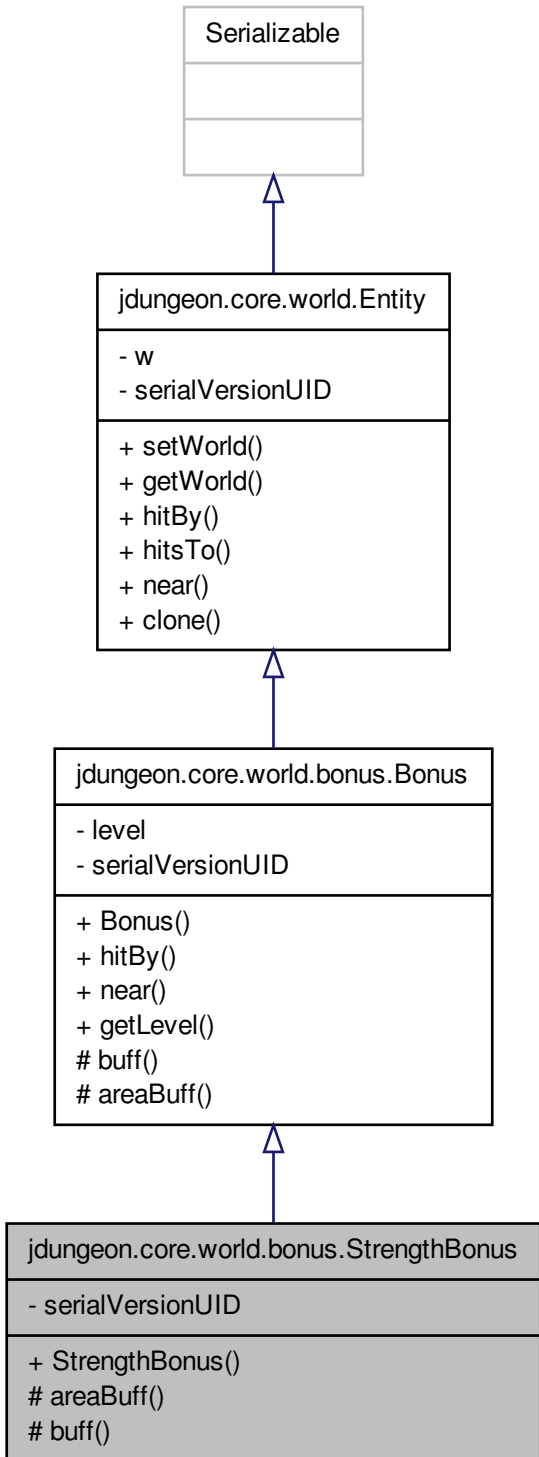 Serializable
jdungeon.core.world.Entity
- w
- serialVersionUID
+ setWorld()
+ getWorld()
+ hitBy()
+ hitsTo()
+ near()
+ clone()
jdungeon.core.world.bonus.Bonus
- level
- serialVersionUID
+ Bonus()
+ hitBy()
+ near()
+ getLevel()
# buff()
# areaBuff()
jdungeon.core.world.bonus.StrengthBonus
- serialVersionUID
+ StrengthBonus()
# areaBuff()
# buff()